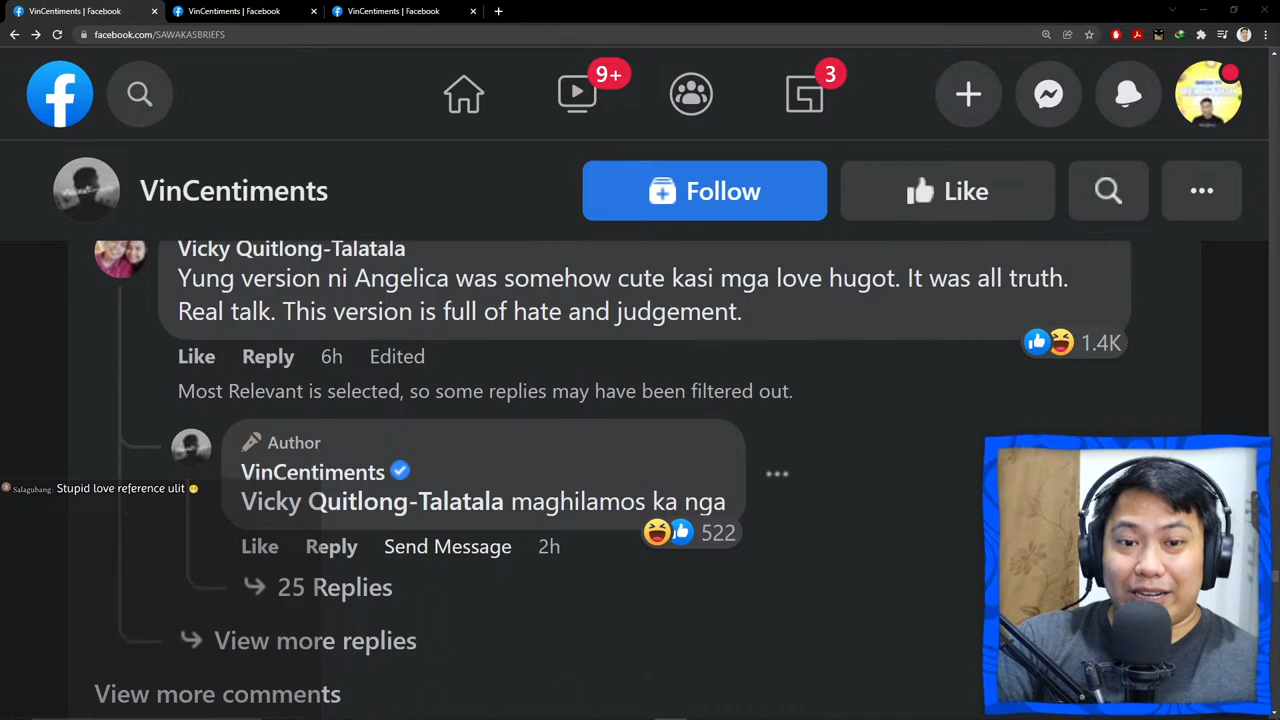 VinCentiments | Facebook
VinCentiments | Facebook
VinCentiments | Facebook
facebook.com/SAWAKASBRIEFS
9+
3
VinCentiments
Follow
Like
Vicky Quitlong-Talatala
Yung version ni Angelica was somehow cute kasi mga love hugot. It was all truth.
Real talk. This version is full of hate and judgement.
1.4K
Like Reply 6h Edited
Most Relevant is selected, so some replies may have been filtered out.
Author
VinCentiments
Salagubang: Stupid love reference ulit
Vicky Quitlong-Talatala maghilamos ka nga
522
Like Reply Send Message 2h
25 Replies
View more replies
View more comments